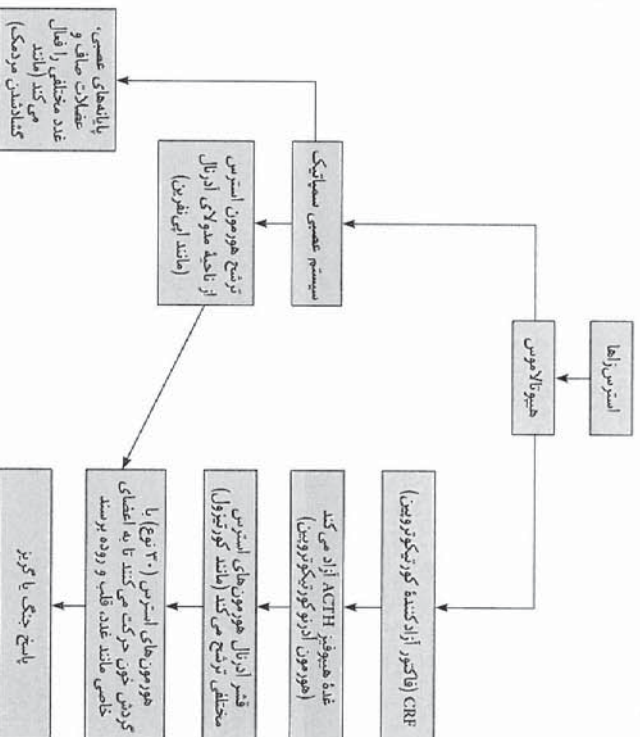 استرس‌زاها
هیپوتالاموس
سیستم عصبی سمپاتیک
پایانه‌های عصبی،
عضلات صاف و
غدد مختلفی را فعال
می‌کند (مانند
گشادشدن مردمک)
ترشح هورمون استرس
از ناحیهٔ مدولای آدرنال
(مانند اپی‌نفرین)
CRF (فاکتور آزادکنندهٔ کورتیکوتروپین)
غدهٔ هیپوفیز ACTH آزاد می‌کند
(هورمون آدرنوکورتیکوتروپین)
قشر آدرنال هورمون‌های استرس
مختلفی ترشح می‌کند (مانند کورتیزول)
هورمون‌های استرس (۳۰ نوع) با
گردش خون حرکت می‌کنند تا به اعضای
خاصی مانند غدد، قلب و روده برسند
پاسخ جنگ یا گریز